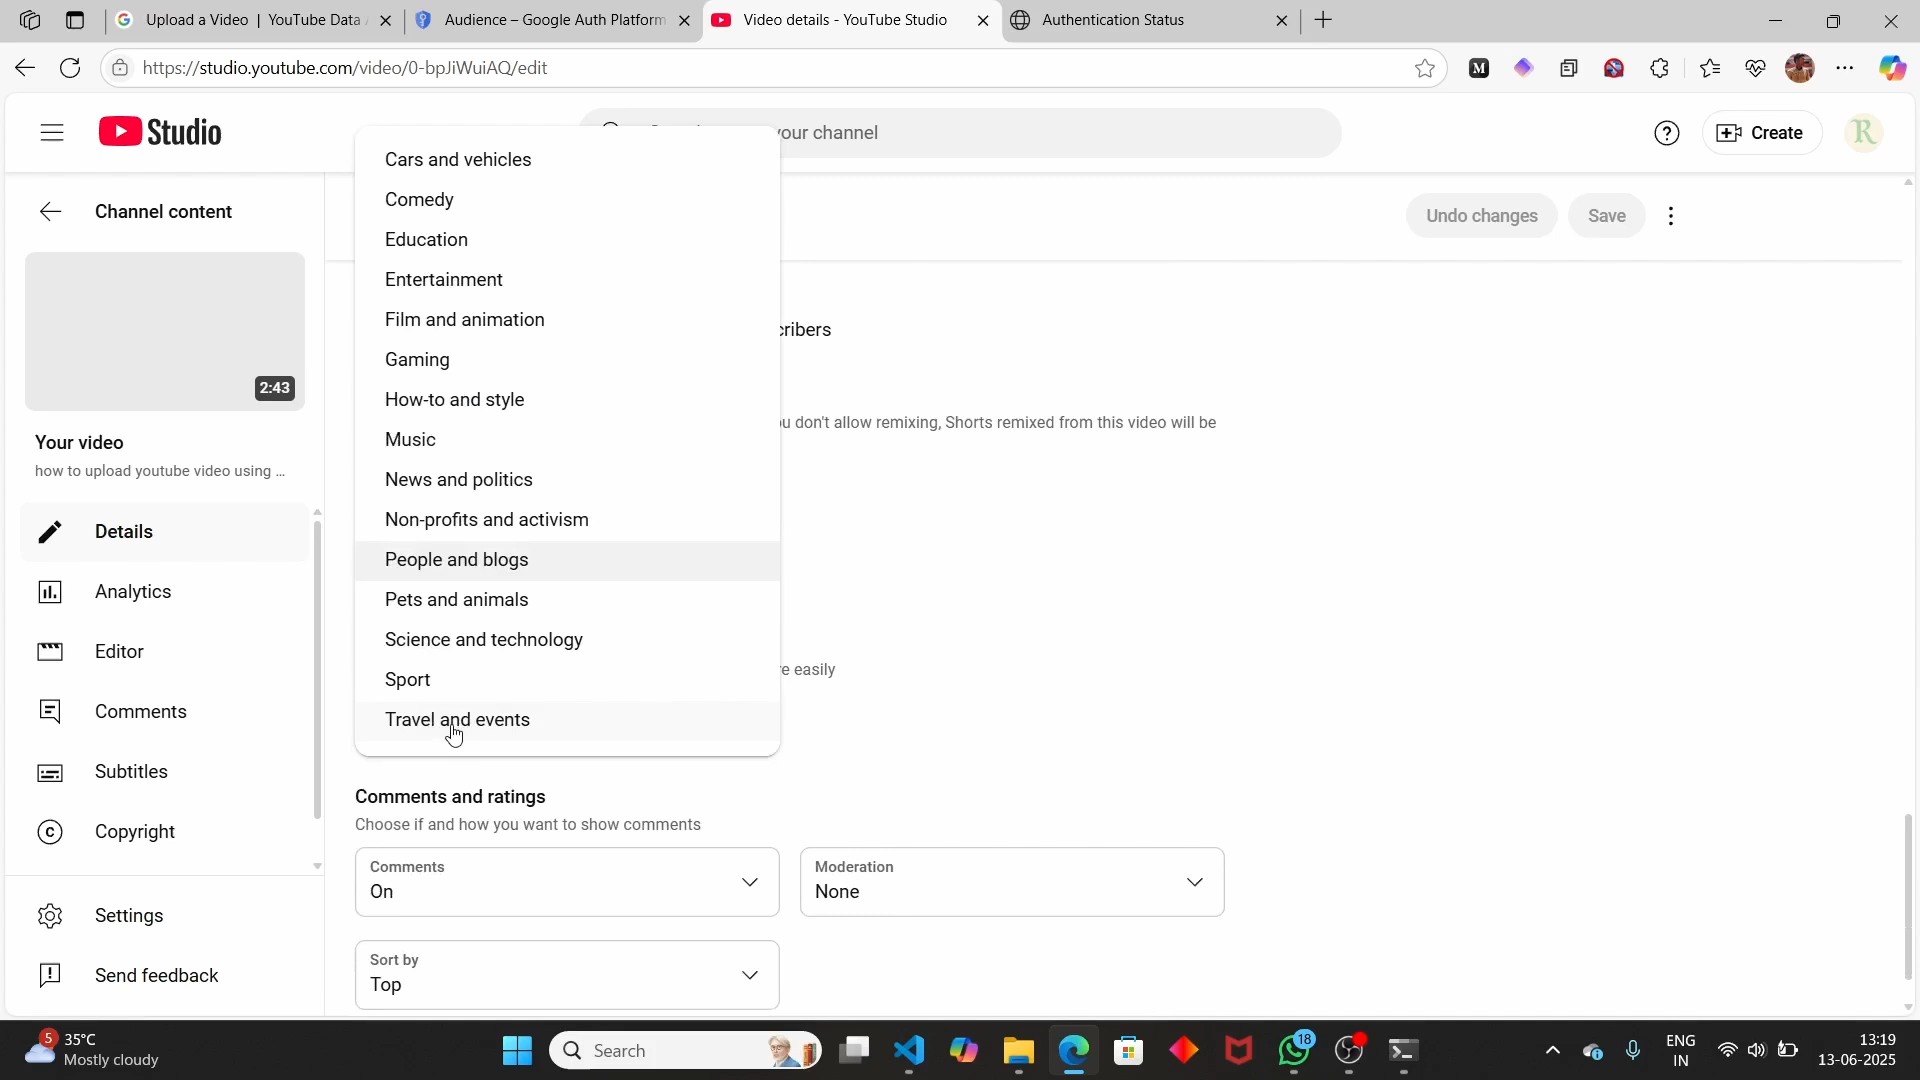 Upload a Video | YouTube Data
Audience – Google Auth Platform
Video details - YouTube Studio
Authentication Status
https://studio.youtube.com/video/0-bpJiWuiAQ/edit
Studio
your channel
Create
Channel content
Undo changes
Save
2:43
Your video
how to upload youtube video using ...
Details
Analytics
Editor
Comments
Subtitles
Copyright
Settings
Send feedback
Cars and vehicles
Comedy
Education
Entertainment
Film and animation
Gaming
How-to and style
Music
News and politics
Non-profits and activism
People and blogs
Pets and animals
Science and technology
Sport
Travel and events
cribers
u don't allow remixing, Shorts remixed from this video will be
re easily
Comments and ratings
Choose if and how you want to show comments
Comments
On
Moderation
None
Sort by
Top
5
35°C
Mostly cloudy
Search
18
ENG
IN
13:19
13-06-2025
M
R